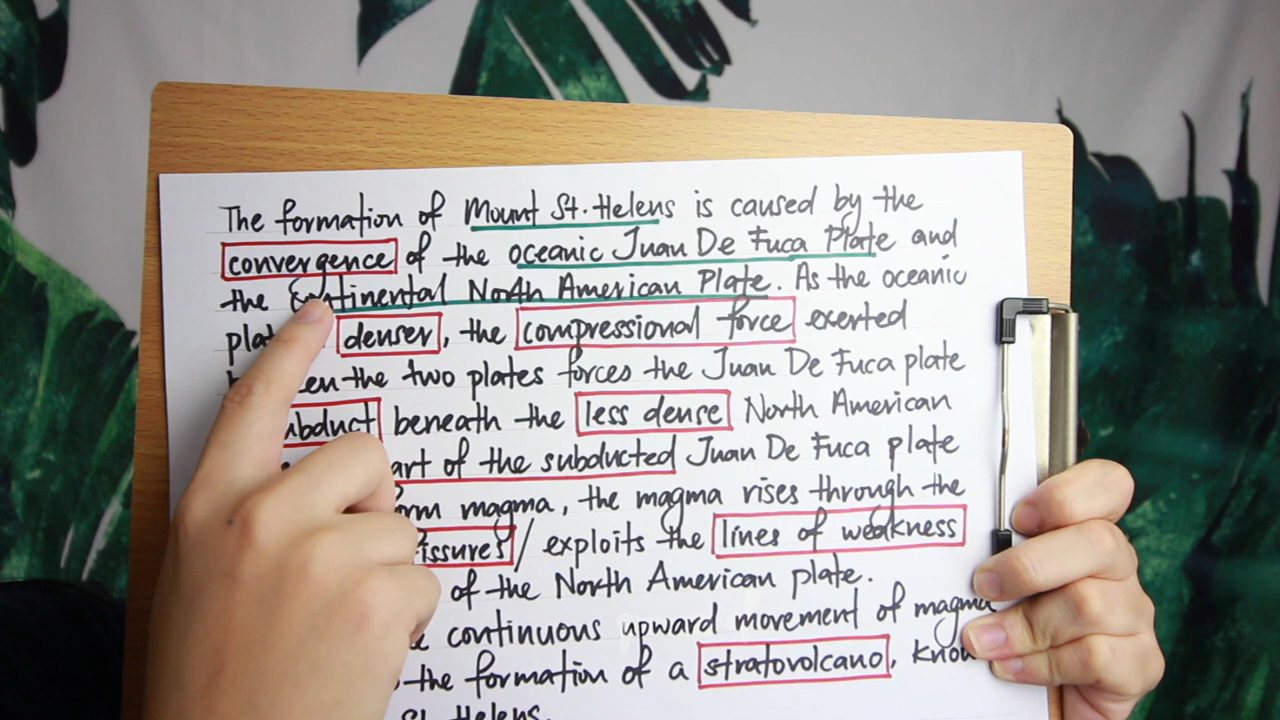 The formation of Mount St. Helens is caused by the
convergence of the oceanic Juan De Fuca Plate and
the continental North American Plate. As the oceanic
denser, the compressional force exerted
the two plates forces the Juan De Fuca plate
beneath the less dense North American
of the subducted Juan De Fuca plate
magma, the magma rises through the
/ exploits the lines of weakness
of the North American plate.
continuous upward movement of magma
the formation of a stratovolcano,
St. Helens.